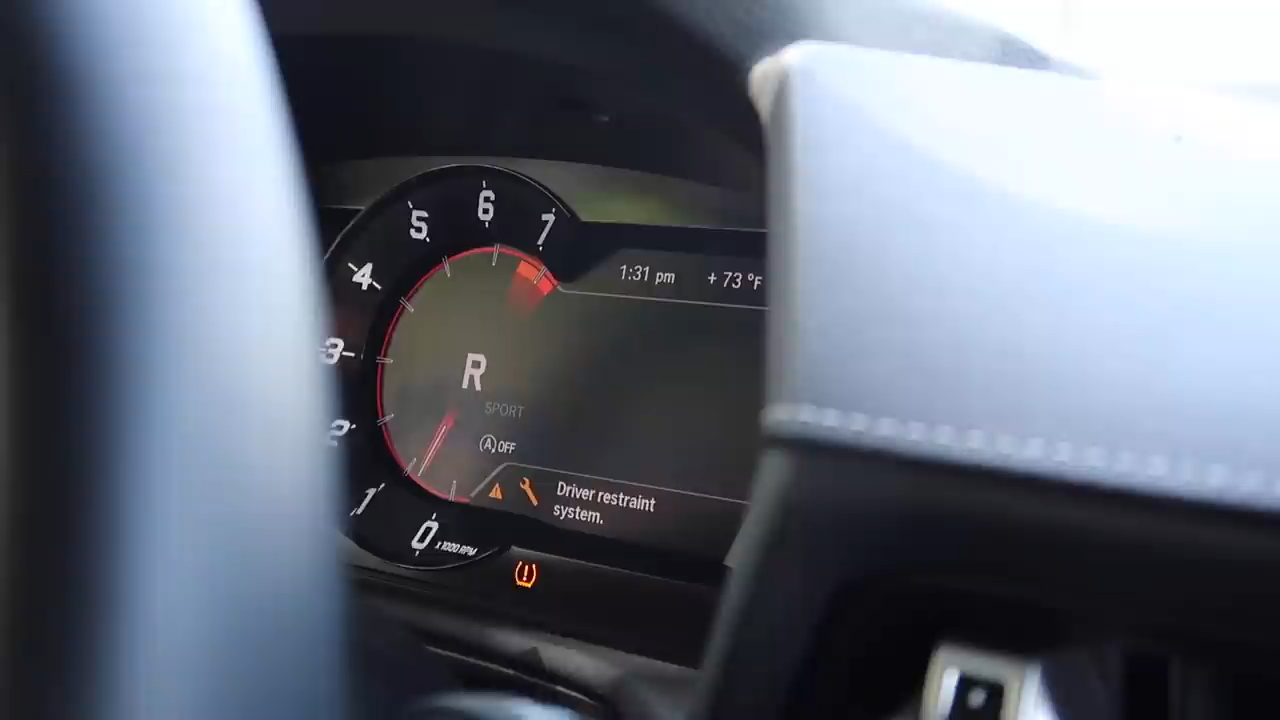 6
5
7
4
1:31 pm + 73 °F
3
R
SPORT
2
(A) OFF
Driver restraint
system.
1
0 x1000 RPM
(!)